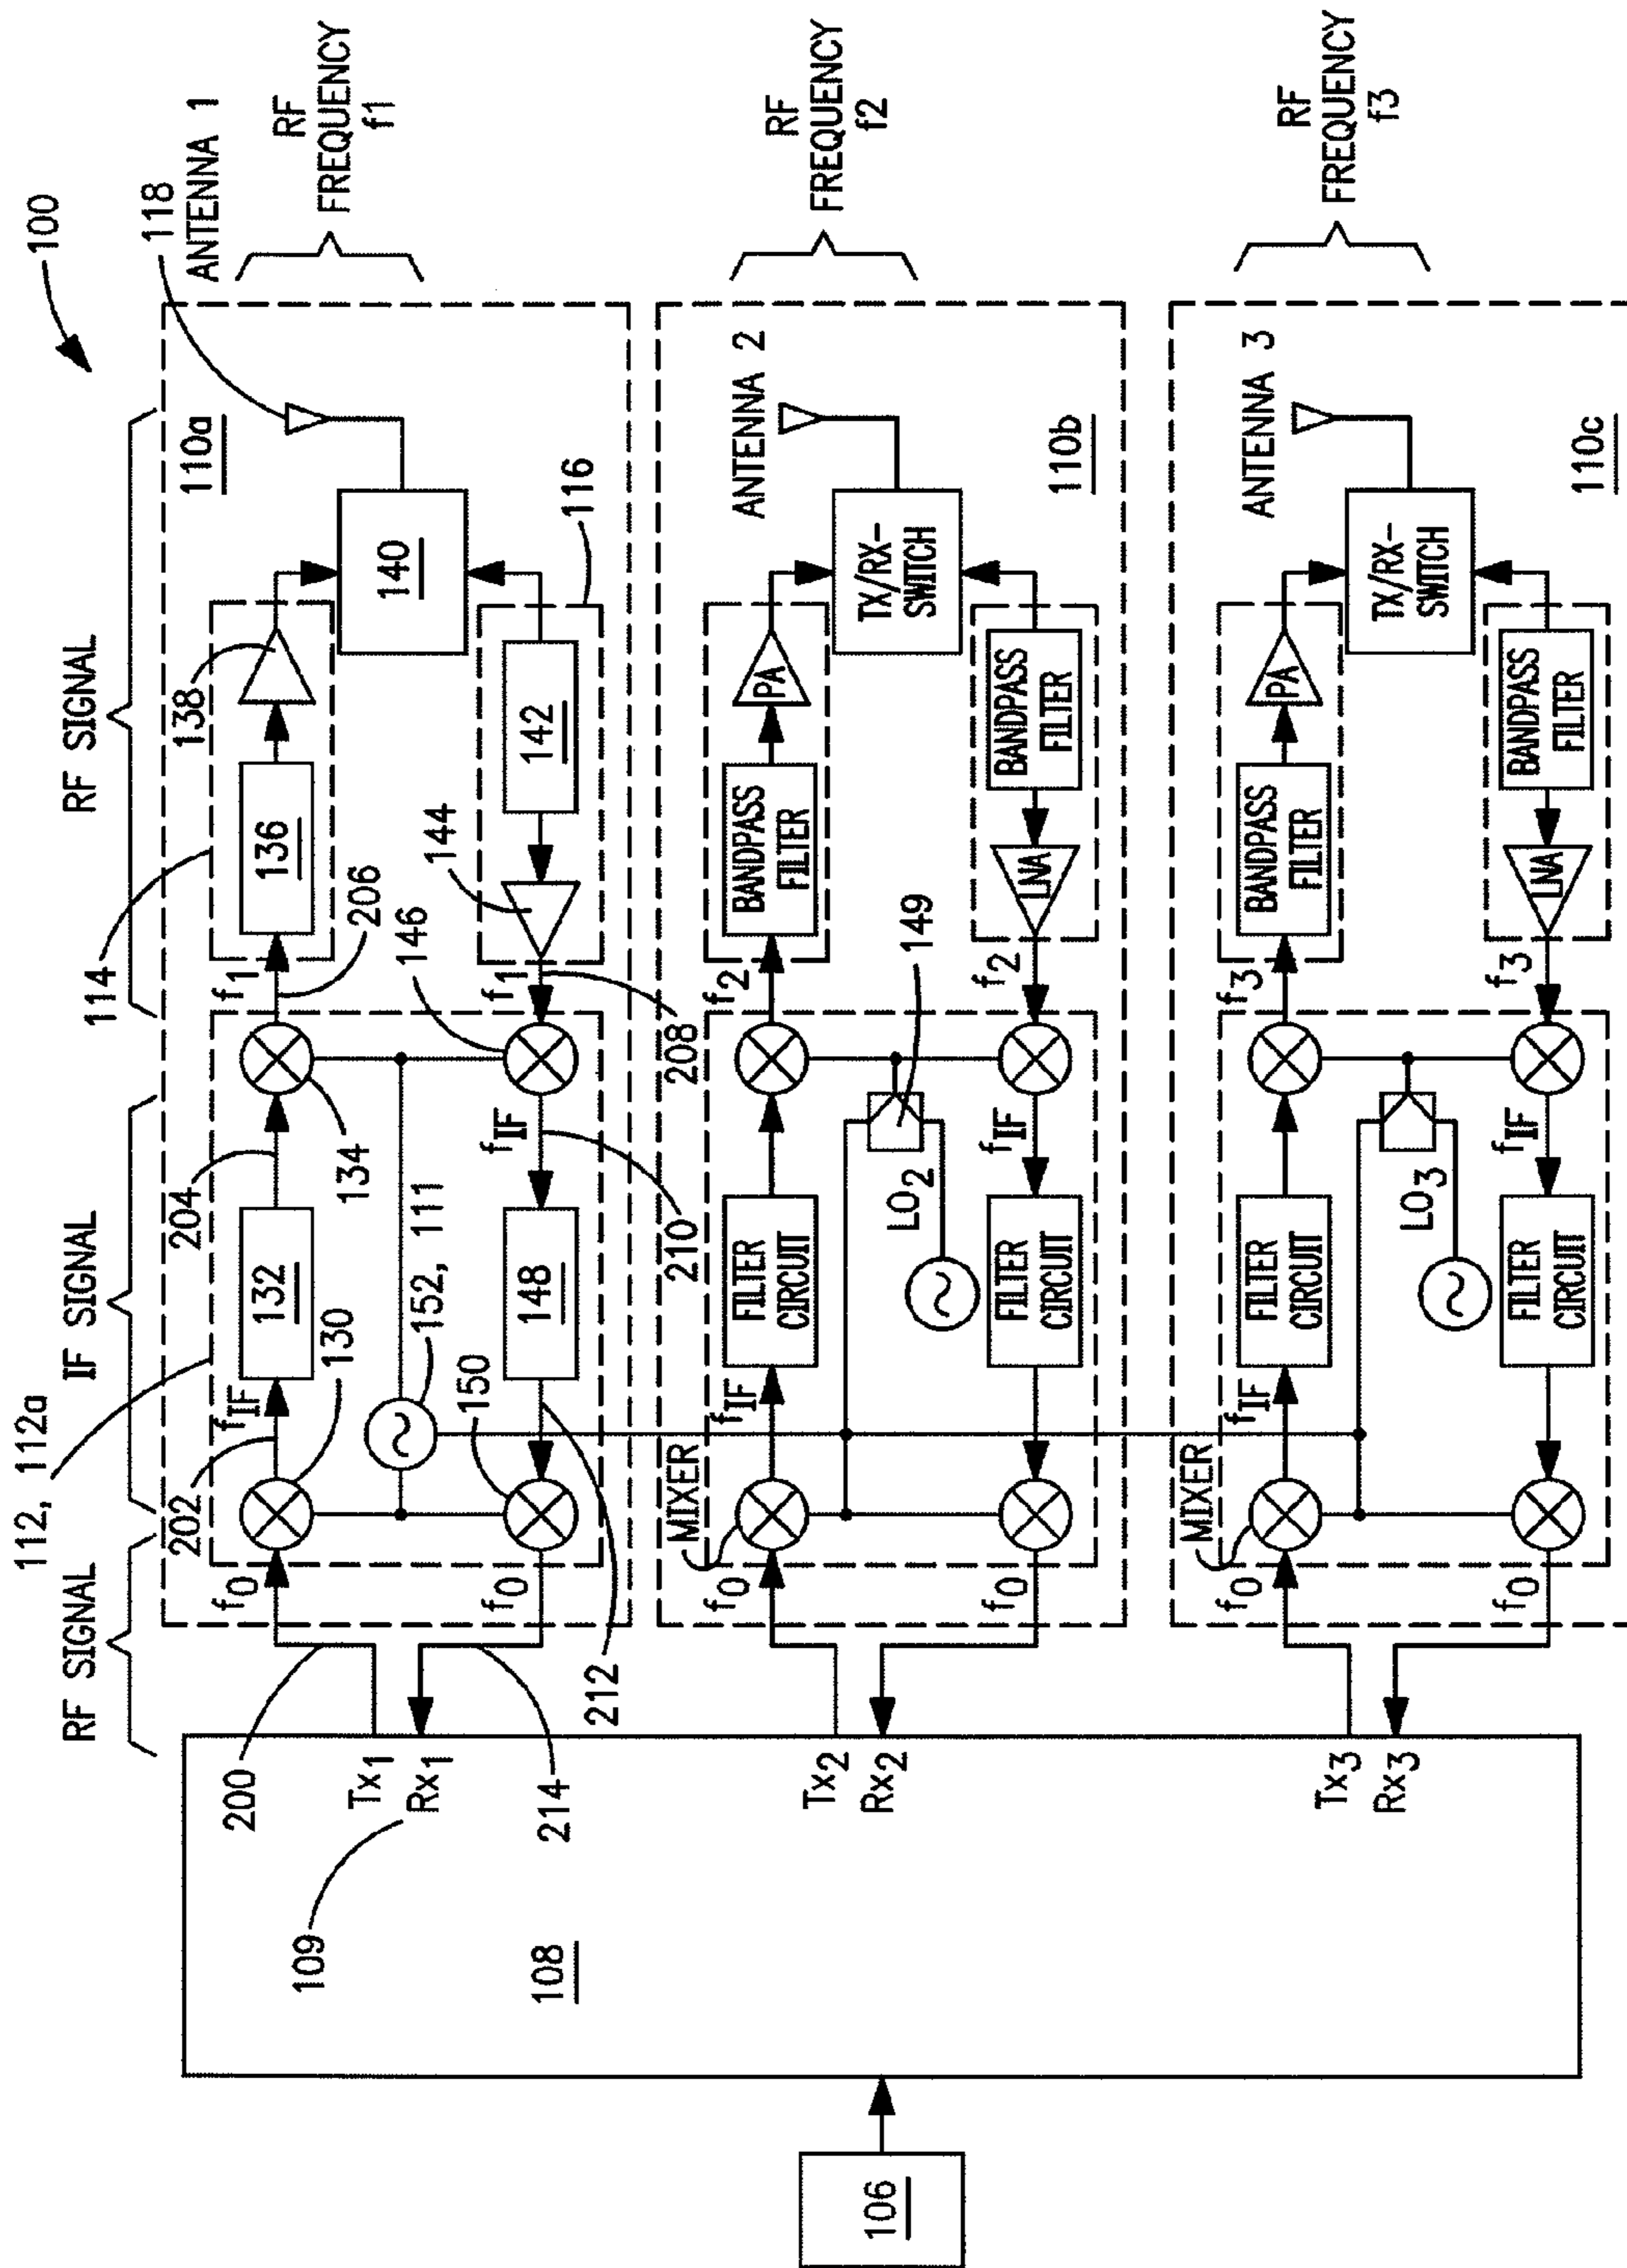 100
RF SIGNAL
IF SIGNAL
RF SIGNAL
112, 112a
114
118
ANTENNA 1
110a
RF
FREQUENCY
f1
200
f0
202
fIF
130
132
204
134
f1
206
136
138
140
116
142
144
146
f1
208
fIF
210
148
152, 111
150
212
f0
214
Tx1
Rx1
109
108
106
Tx2
Rx2
Tx3
Rx3
MIXER
f0
fIF
FILTER
CIRCUIT
f2
BANDPASS
FILTER
PA
ANTENNA 2
TX/RX-
SWITCH
110b
RF
FREQUENCY
f2
BANDPASS
FILTER
LNA
f2
149
LO2
fIF
FILTER
CIRCUIT
f0
MIXER
f0
fIF
FILTER
CIRCUIT
f3
BANDPASS
FILTER
PA
ANTENNA 3
TX/RX-
SWITCH
110c
RF
FREQUENCY
f3
BANDPASS
FILTER
LNA
f3
LO3
fIF
FILTER
CIRCUIT
f0